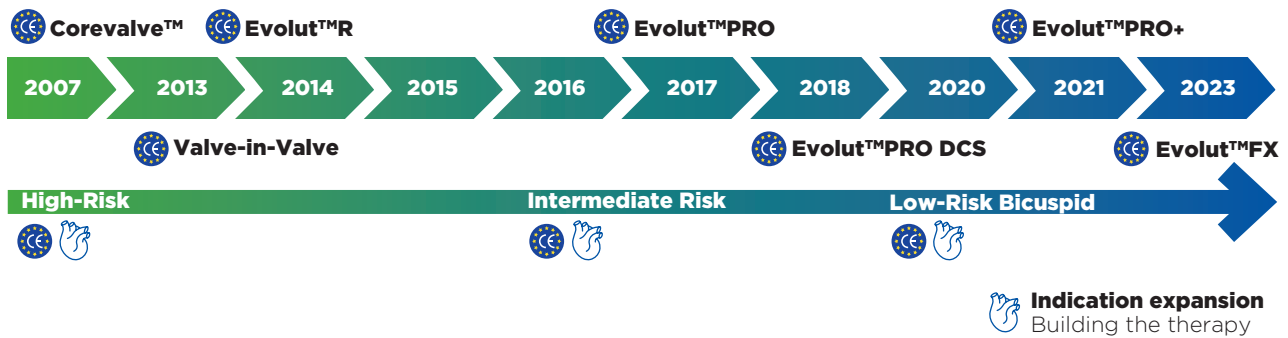 Corevalve™ Evolut™R Evolut™PRO Evolut™PRO+
2007 2013 2014 2015 2016 2017 2018 2020 2021 2023
Valve-in-Valve Evolut™PRO DCS Evolut™FX
High-Risk Intermediate Risk Low-Risk Bicuspid
Indication expansion
Building the therapy